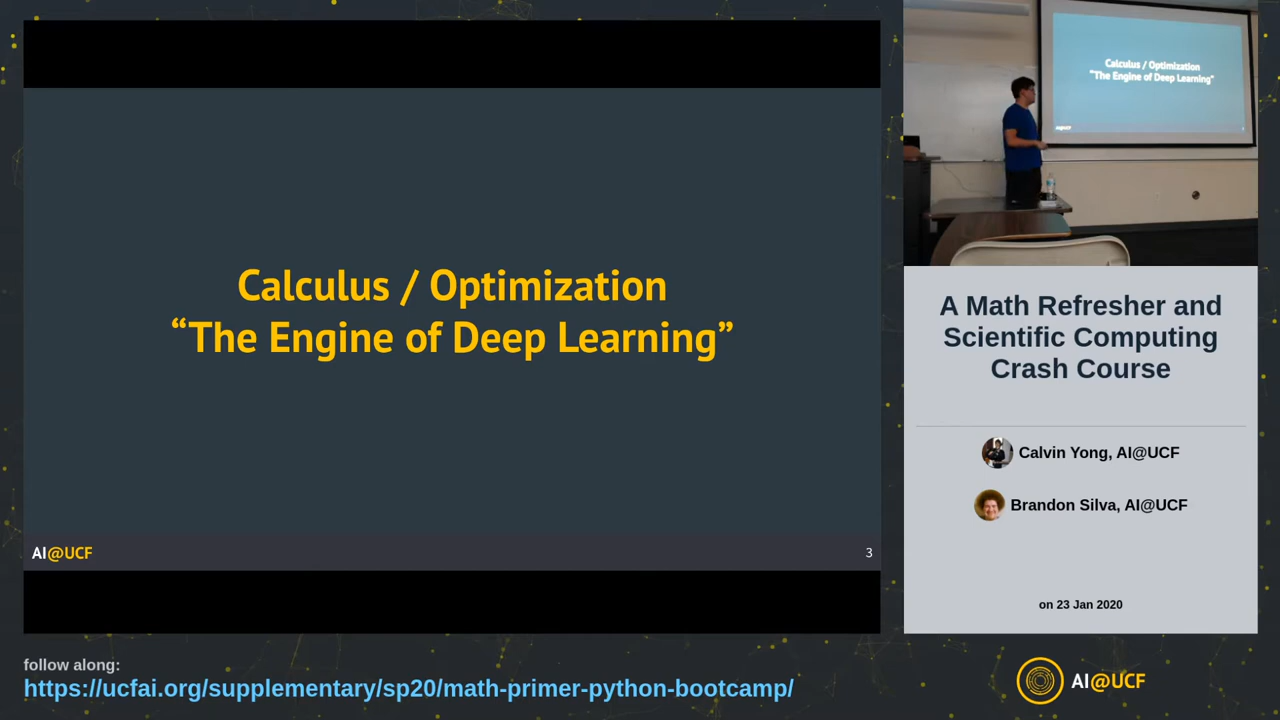 Calculus / Optimization
“The Engine of Deep Learning”
AI@UCF
3
Calculus / Optimization
"The Engine of Deep Learning"
AI@UCF
A Math Refresher and
Scientific Computing
Crash Course
Calvin Yong, AI@UCF
Brandon Silva, AI@UCF
on 23 Jan 2020
follow along:
https://ucfai.org/supplementary/sp20/math-primer-python-bootcamp/
AI@UCF